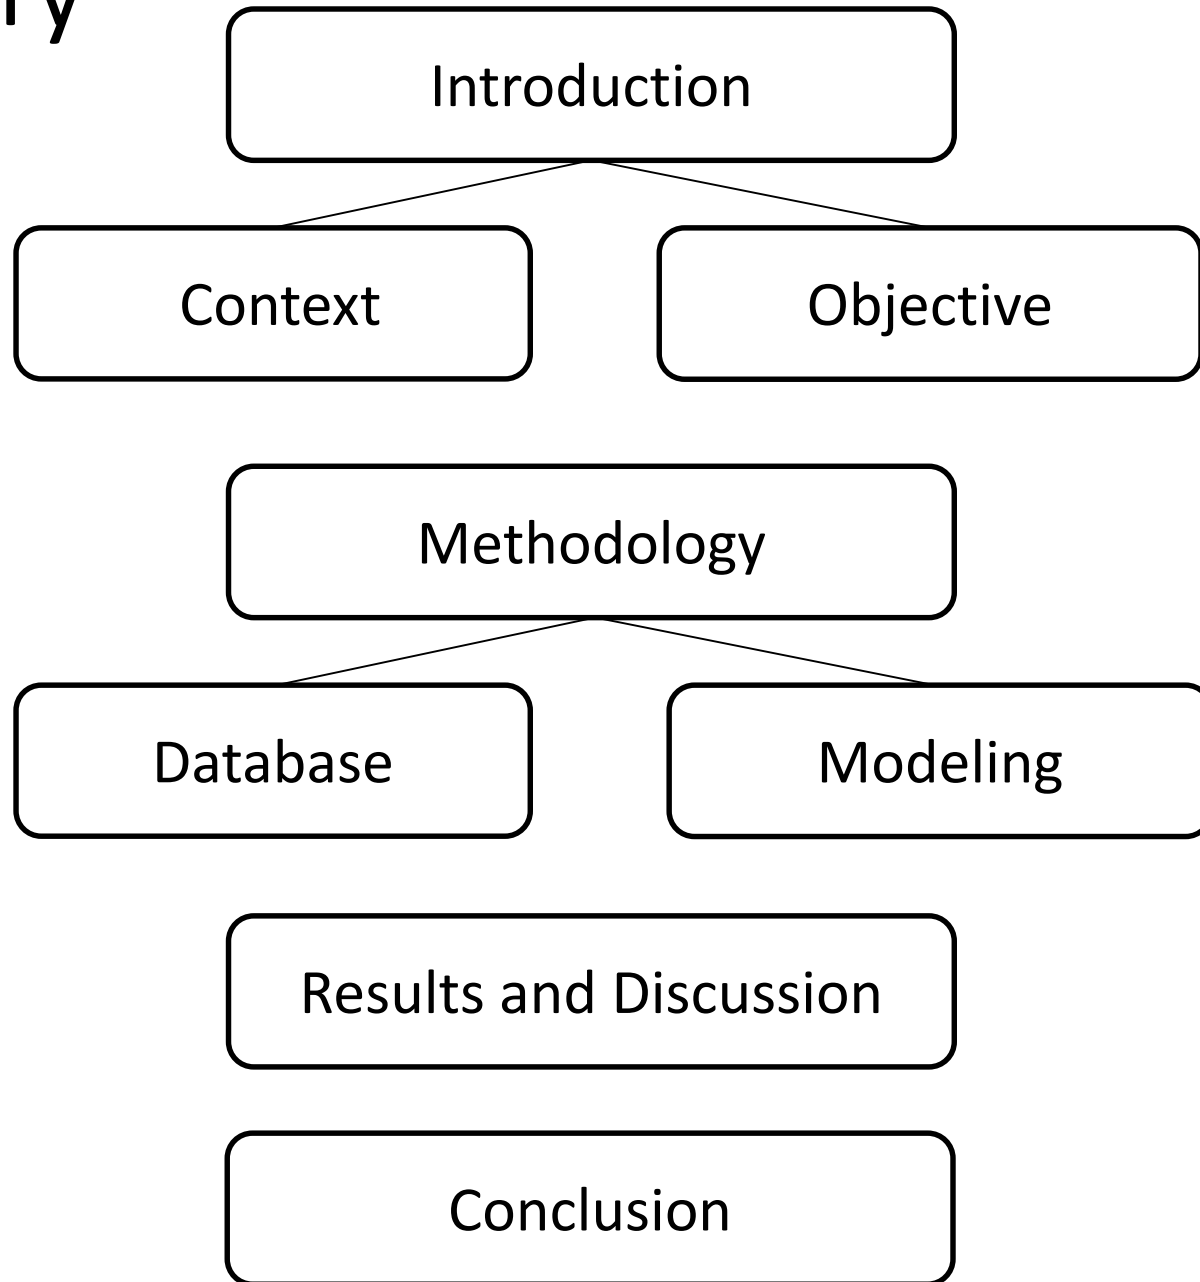 Introduction
Context
Objective
Methodology
Database
Modeling
Results and Discussion
Conclusion